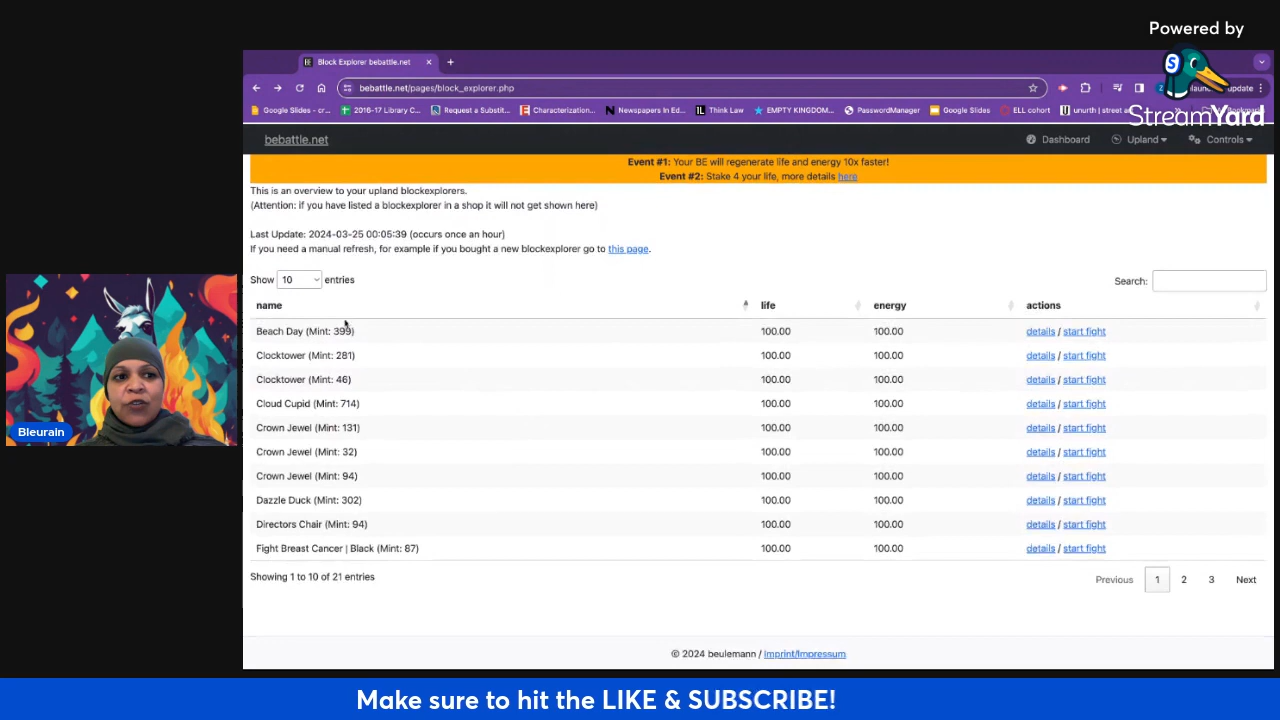 Powered by
StreamYard
Block Explorer bebattle.net
bebattle.net/pages/block_explorer.php
update
Google Slides - cr...
2016-17 Library C...
Request a Substit...
Characterization...
Newspapers In Ed...
Think Law
EMPTY KINGDOM...
PasswordManager
Google Slides
ELL cohort
unurth | street
bebattle.net
Dashboard
Upland
Controls
Event #1: Your BE will regenerate life and energy 10x faster!
Event #2: Stake 4 your life, more details here
This is an overview to your upland blockexplorers.
(Attention: if you have listed a blockexplorer in a shop it will not get shown here)
Last Update: 2024-03-25 00:05:39 (occurs once an hour)
If you need a manual refresh, for example if you bought a new blockexplorer go to this page.
Show 10 entries
Search:
name life energy actions
Beach Day (Mint: 399) 100.00 100.00 details / start fight
Clocktower (Mint: 281) 100.00 100.00 details / start fight
Clocktower (Mint: 46) 100.00 100.00 details / start fight
Cloud Cupid (Mint: 714) 100.00 100.00 details / start fight
Crown Jewel (Mint: 131) 100.00 100.00 details / start fight
Crown Jewel (Mint: 32) 100.00 100.00 details / start fight
Crown Jewel (Mint: 94) 100.00 100.00 details / start fight
Dazzle Duck (Mint: 302) 100.00 100.00 details / start fight
Directors Chair (Mint: 94) 100.00 100.00 details / start fight
Fight Breast Cancer | Black (Mint: 87) 100.00 100.00 details / start fight
Showing 1 to 10 of 21 entries
Previous 1 2 3 Next
© 2024 beulemann / Imprint/Impressum
Bleurain
Make sure to hit the LIKE & SUBSCRIBE!